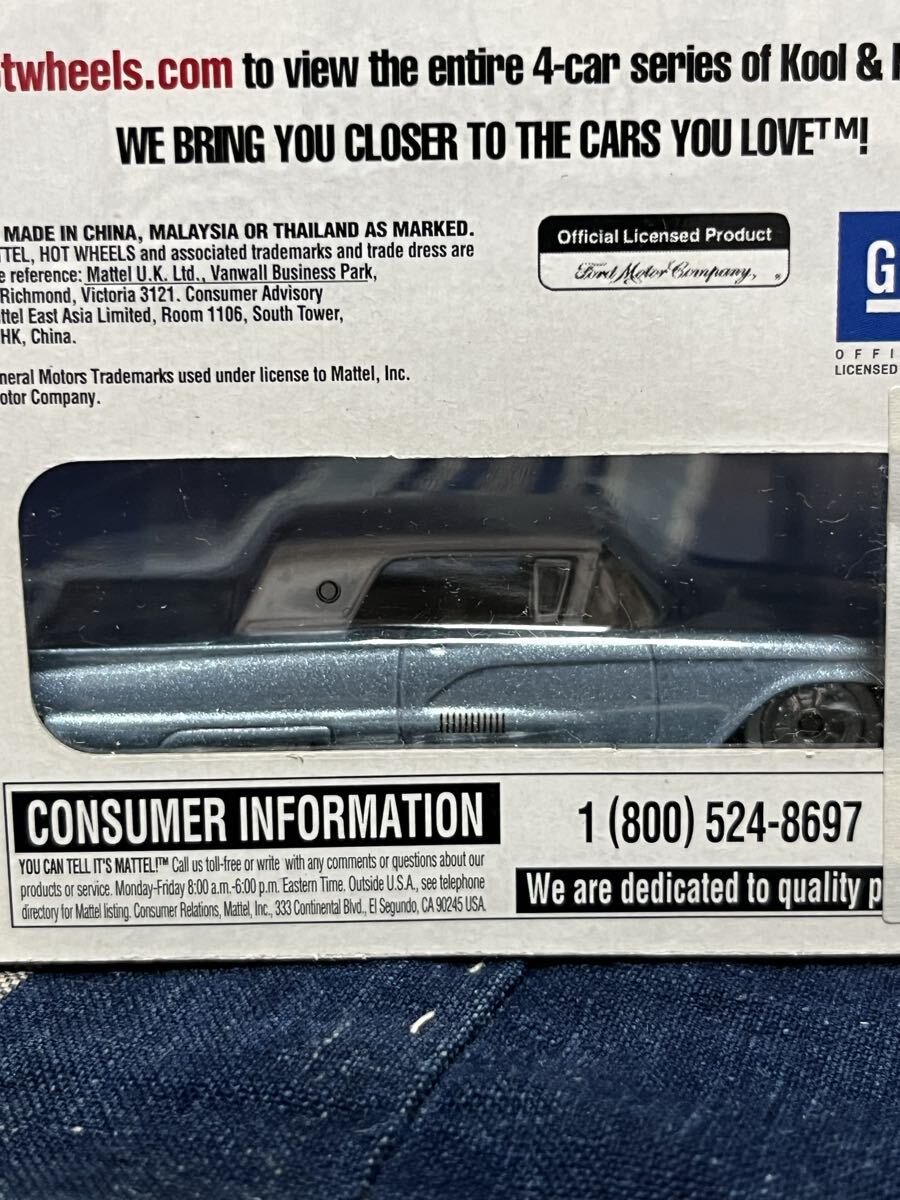 otwheels.com to view the entire 4-car series of Kool &
WE BRING YOU CLOSER TO THE CARS YOU LOVE™!
MADE IN CHINA, MALAYSIA OR THAILAND AS MARKED.
TTEL, HOT WHEELS and associated trademarks and trade dress are
e reference: Mattel U.K. Ltd., Vanwall Business Park,
Richmond, Victoria 3121. Consumer Advisory
ttel East Asia Limited, Room 1106, South Tower,
HK, China.
neral Motors Trademarks used under license to Mattel, Inc.
otor Company.
Official Licensed Product
Ford Motor Company,
G
OFFI
LICENSED
CONSUMER INFORMATION
YOU CAN TELL IT'S MATTEL!™ Call us toll-free or write with any comments or questions about our
products or service. Monday-Friday 8:00 a.m.-6:00 p.m. Eastern Time. Outside U.S.A., see telephone
directory for Mattel listing. Consumer Relations, Mattel, Inc., 333 Continental Blvd., El Segundo, CA 90245 USA.
1 (800) 524-8697
We are dedicated to quality p